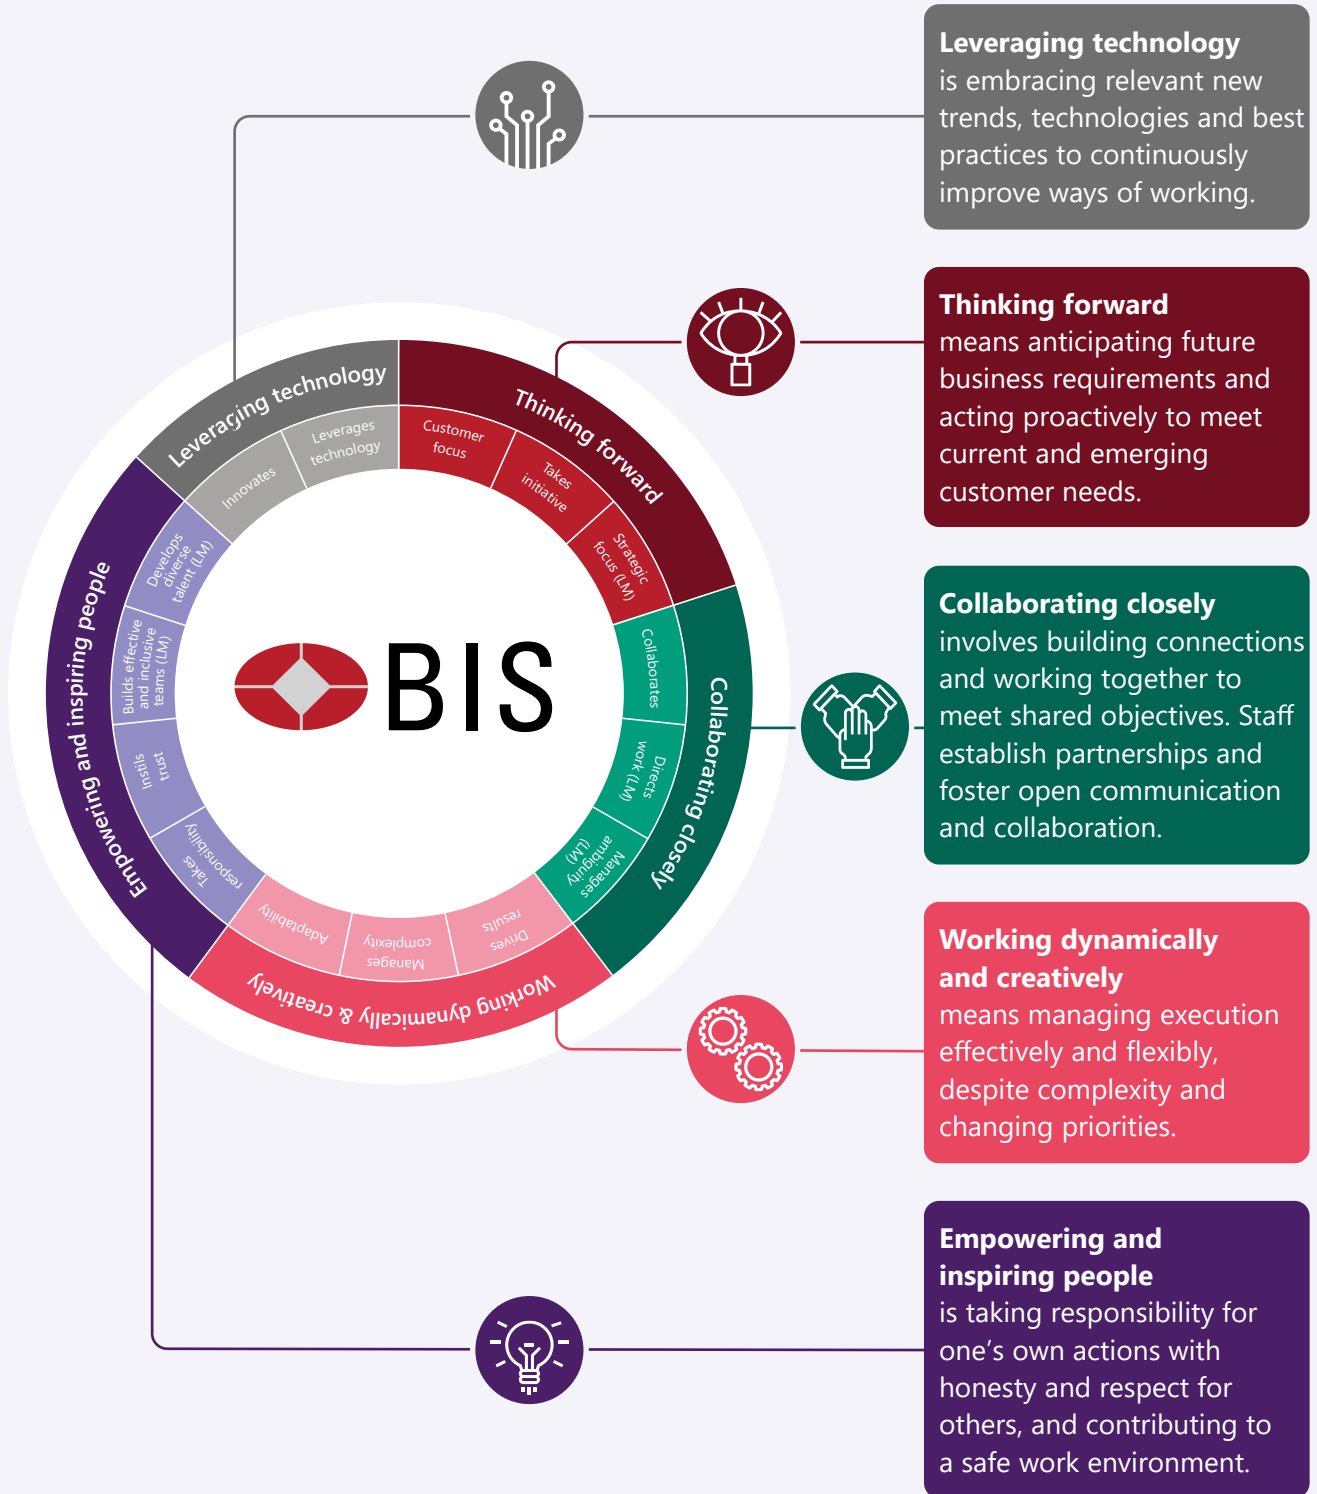 Leveraging technology
is embracing relevant new
trends, technologies and best
practices to continuously
improve ways of working.
Thinking forward
means anticipating future
business requirements and
acting proactively to meet
current and emerging
customer needs.
Collaborating closely
involves building connections
and working together to
meet shared objectives. Staff
establish partnerships and
foster open communication
and collaboration.
Working dynamically
and creatively
means managing execution
effectively and flexibly,
despite complexity and
changing priorities.
Empowering and
inspiring people
is taking responsibility for
one's own actions with
honesty and respect for
others, and contributing to
a safe work environment.
Leveraging technology
Innovates
Leverages
technology
Thinking forward
Customer
focus
Takes
initiative
Strategic
focus (LM)
Collaborating closely
Collaborates
Directs
work (LM)
Manages
ambiguity
(LM)
Working dynamically & creatively
Drives
results
Manages
complexity
Adaptability
Empowering and inspiring people
Takes
responsibility
Instils
trust
Builds effective
and inclusive
teams (LM)
Develops
diverse
talent (LM)
BIS